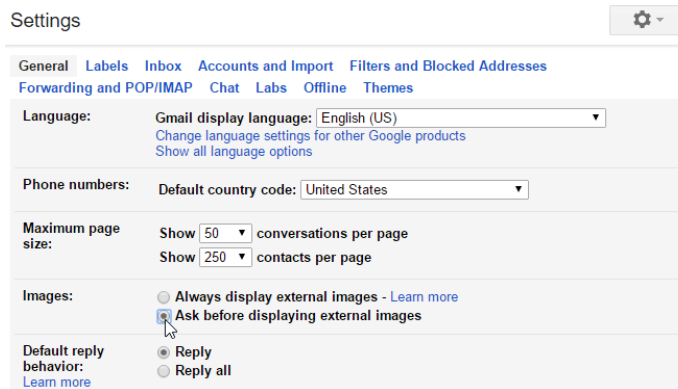 Settings
General Labels Inbox Accounts and Import Filters and Blocked Addresses
Forwarding and POP/IMAP Chat Labs Offline Themes
Language: Gmail display language: English (US)
Change language settings for other Google products
Show all language options
Phone numbers: Default country code: United States
Maximum page size: Show 50 conversations per page
Show 250 contacts per page
Images: Always display external images - Learn more
Ask before displaying external images
Default reply behavior: Reply
Reply all
Learn more